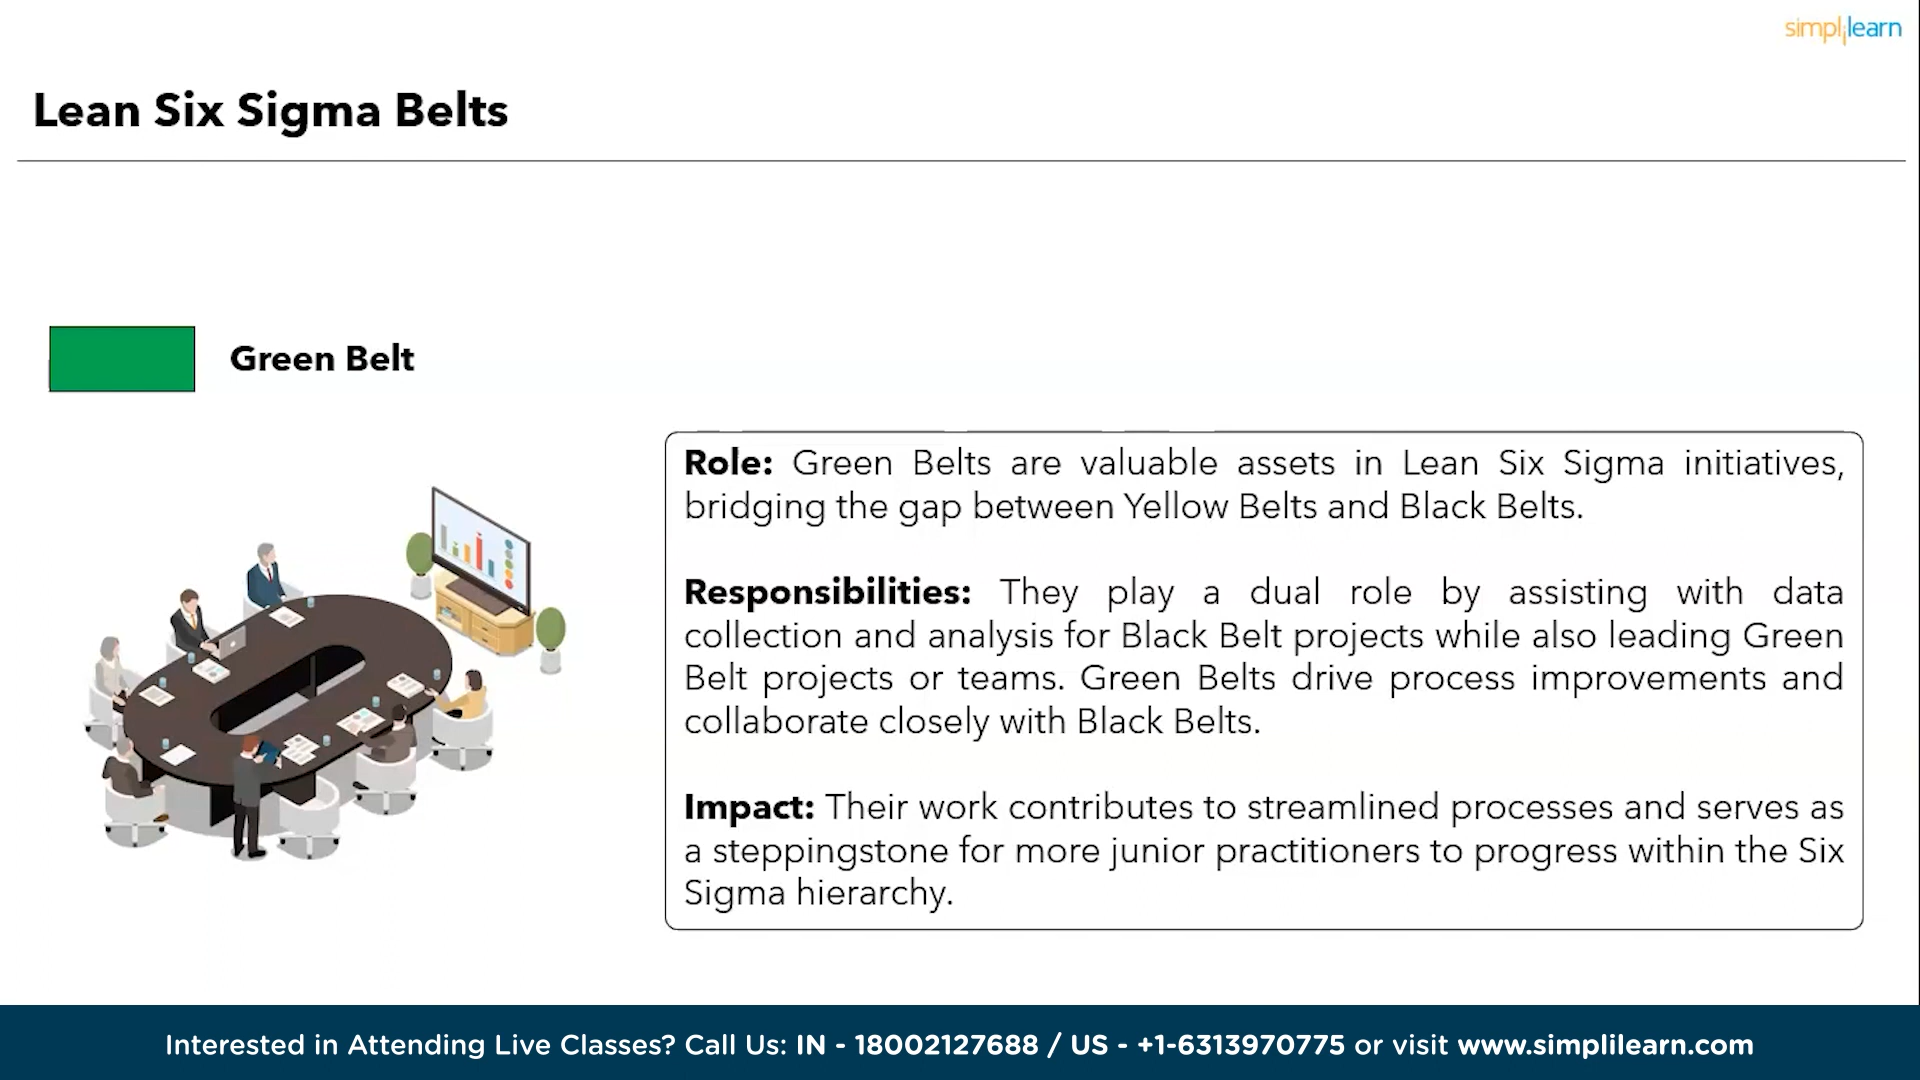 simplilearn
Lean Six Sigma Belts
Green Belt
Role: Green Belts are valuable assets in Lean Six Sigma initiatives,
bridging the gap between Yellow Belts and Black Belts.
Responsibilities: They play a dual role by assisting with data
collection and analysis for Black Belt projects while also leading Green
Belt projects or teams. Green Belts drive process improvements and
collaborate closely with Black Belts.
Impact: Their work contributes to streamlined processes and serves as
a steppingstone for more junior practitioners to progress within the Six
Sigma hierarchy.
Interested in Attending Live Classes? Call Us: IN - 18002127688 / US - +1-6313970775 or visit www.simplilearn.com